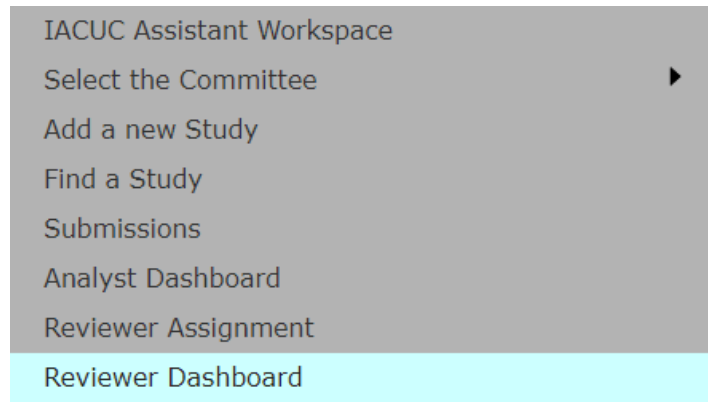 IACUC Assistant Workspace
Select the Committee
Add a new Study
Find a Study
Submissions
Analyst Dashboard
Reviewer Assignment
Reviewer Dashboard